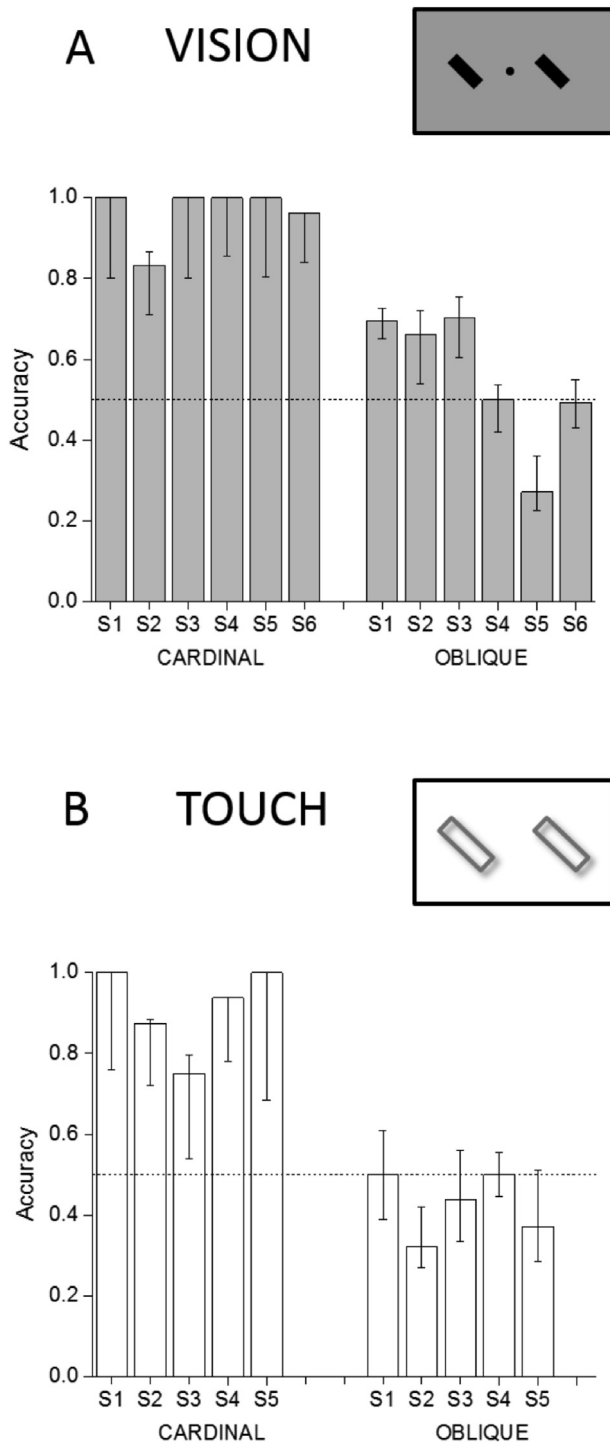 A VISION
1.0
0.8
0.6
0.4
0.2
0.0
Accuracy
S1 S2 S3 S4 S5 S6 S1 S2 S3 S4 S5 S6
CARDINAL OBLIQUE
B TOUCH
1.0
0.8
0.6
0.4
0.2
0.0
Accuracy
S1 S2 S3 S4 S5 S1 S2 S3 S4 S5
CARDINAL OBLIQUE